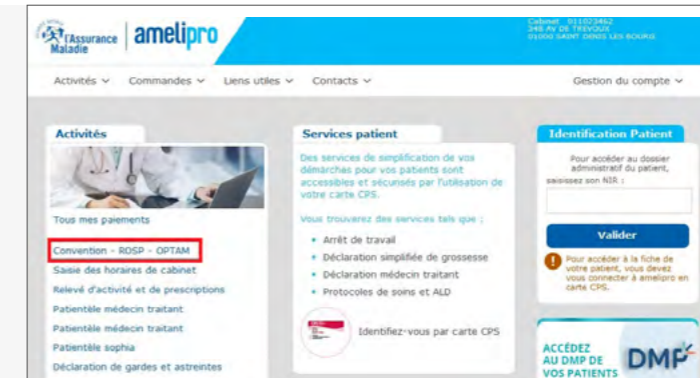 l'Assurance
Maladie
amelipro
Cabinet 011023462
348 AV DE TREVOUX
01000 SAINT DENIS LES BOURG
Activités
Commandes
Liens utiles
Contacts
Gestion du compte
Activités
Tous mes paiements
Convention - ROSP - OPTAM
Saisie des horaires de cabinet
Relevé d'activité et de prescriptions
Patientèle médecin traitant
Patientèle médecin traitant
Patientèle sophia
Déclaration de gardes et astreintes
Services patient
Des services de simplification de vos
démarches pour vos patients sont
accessibles et sécurisés par l'utilisation de
votre carte CPS.
Vous trouverez des services tels que :
• Arrêt de travail
• Déclaration simplifiée de grossesse
• Déclaration médecin traitant
• Protocoles de soins et ALD
Identifiez-vous par carte CPS
Identification Patient
Pour accéder au dossier
administratif du patient,
saisissez son NIR :
Valider
Pour accéder à la fiche de
votre patient, vous devez
vous connecter à amelipro en
carte CPS.
ACCÉDEZ
AU DMP DE
VOS PATIENTS
DMP